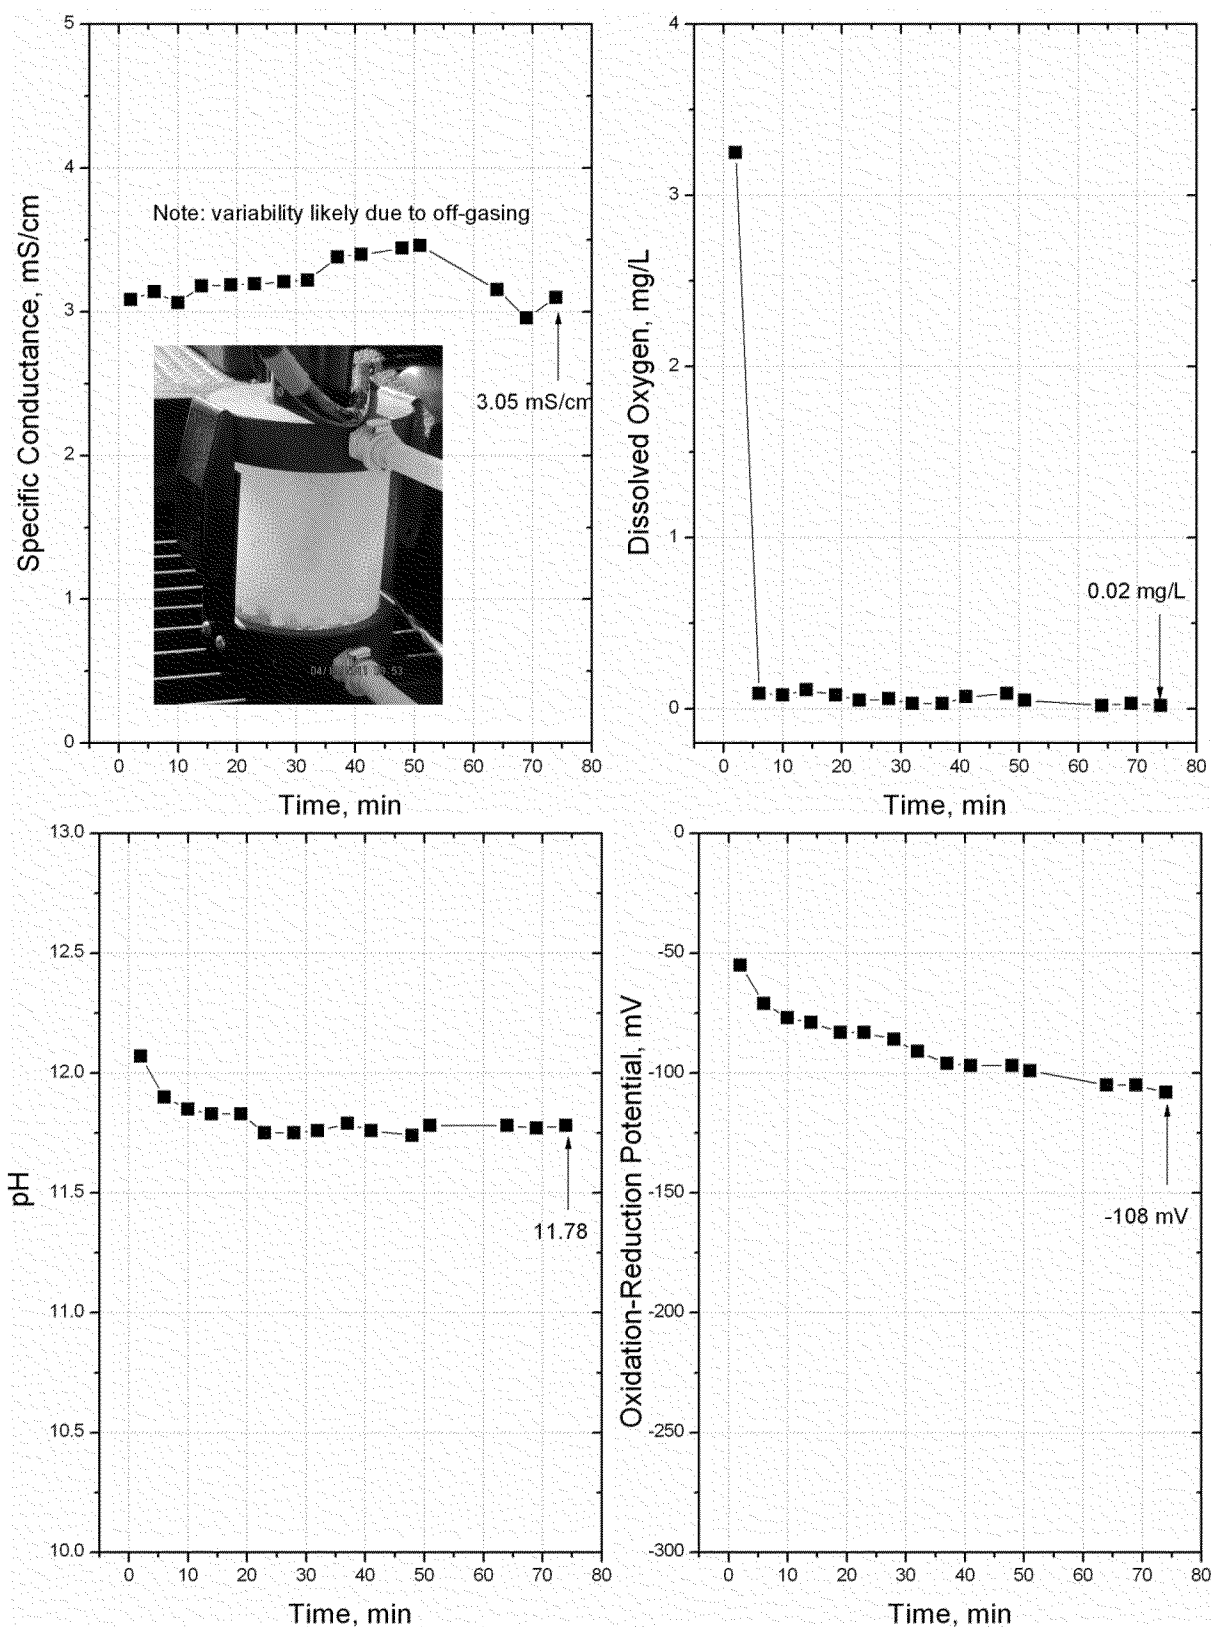 5
4
3
2
1
0
Specific Conductance, mS/cm
Note: variability likely due to off-gasing
3.05 mS/cm
0 10 20 30 40 50 60 70 80
Time, min
4
3
2
1
0
Dissolved Oxygen, mg/L
0.02 mg/L
0 10 20 30 40 50 60 70 80
Time, min
13.0
12.5
12.0
11.5
11.0
10.5
10.0
pH
11.78
0 10 20 30 40 50 60 70 80
Time, min
0
-50
-100
-150
-200
-250
-300
Oxidation-Reduction Potential, mV
-108 mV
0 10 20 30 40 50 60 70 80
Time, min